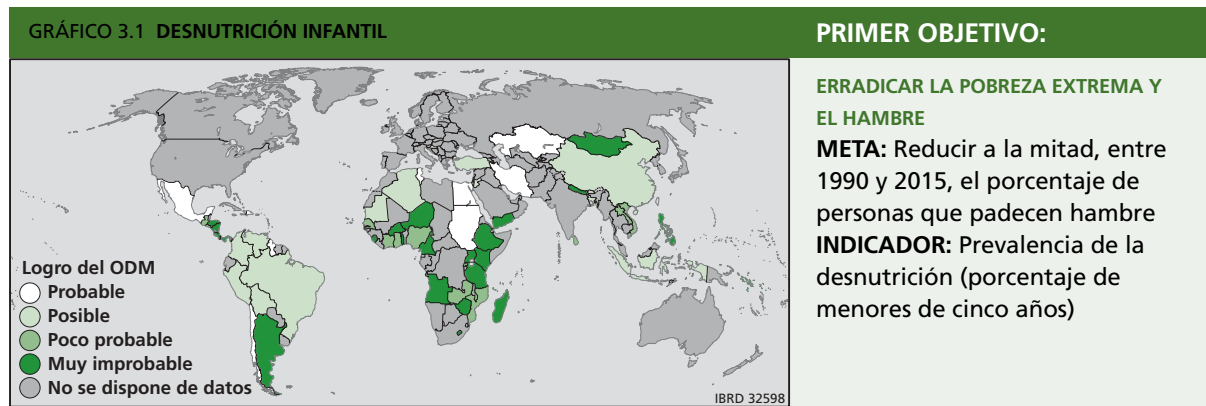 GRÁFICO 3.1 DESNUTRICIÓN INFANTIL
Logro del ODM
Probable
Posible
Poco probable
Muy improbable
No se dispone de datos
IBRD 32598
PRIMER OBJETIVO:
ERRADICAR LA POBREZA EXTREMA Y
EL HAMBRE
META: Reducir a la mitad, entre
1990 y 2015, el porcentaje de
personas que padecen hambre
INDICADOR: Prevalencia de la
desnutrición (porcentaje de
menores de cinco años)